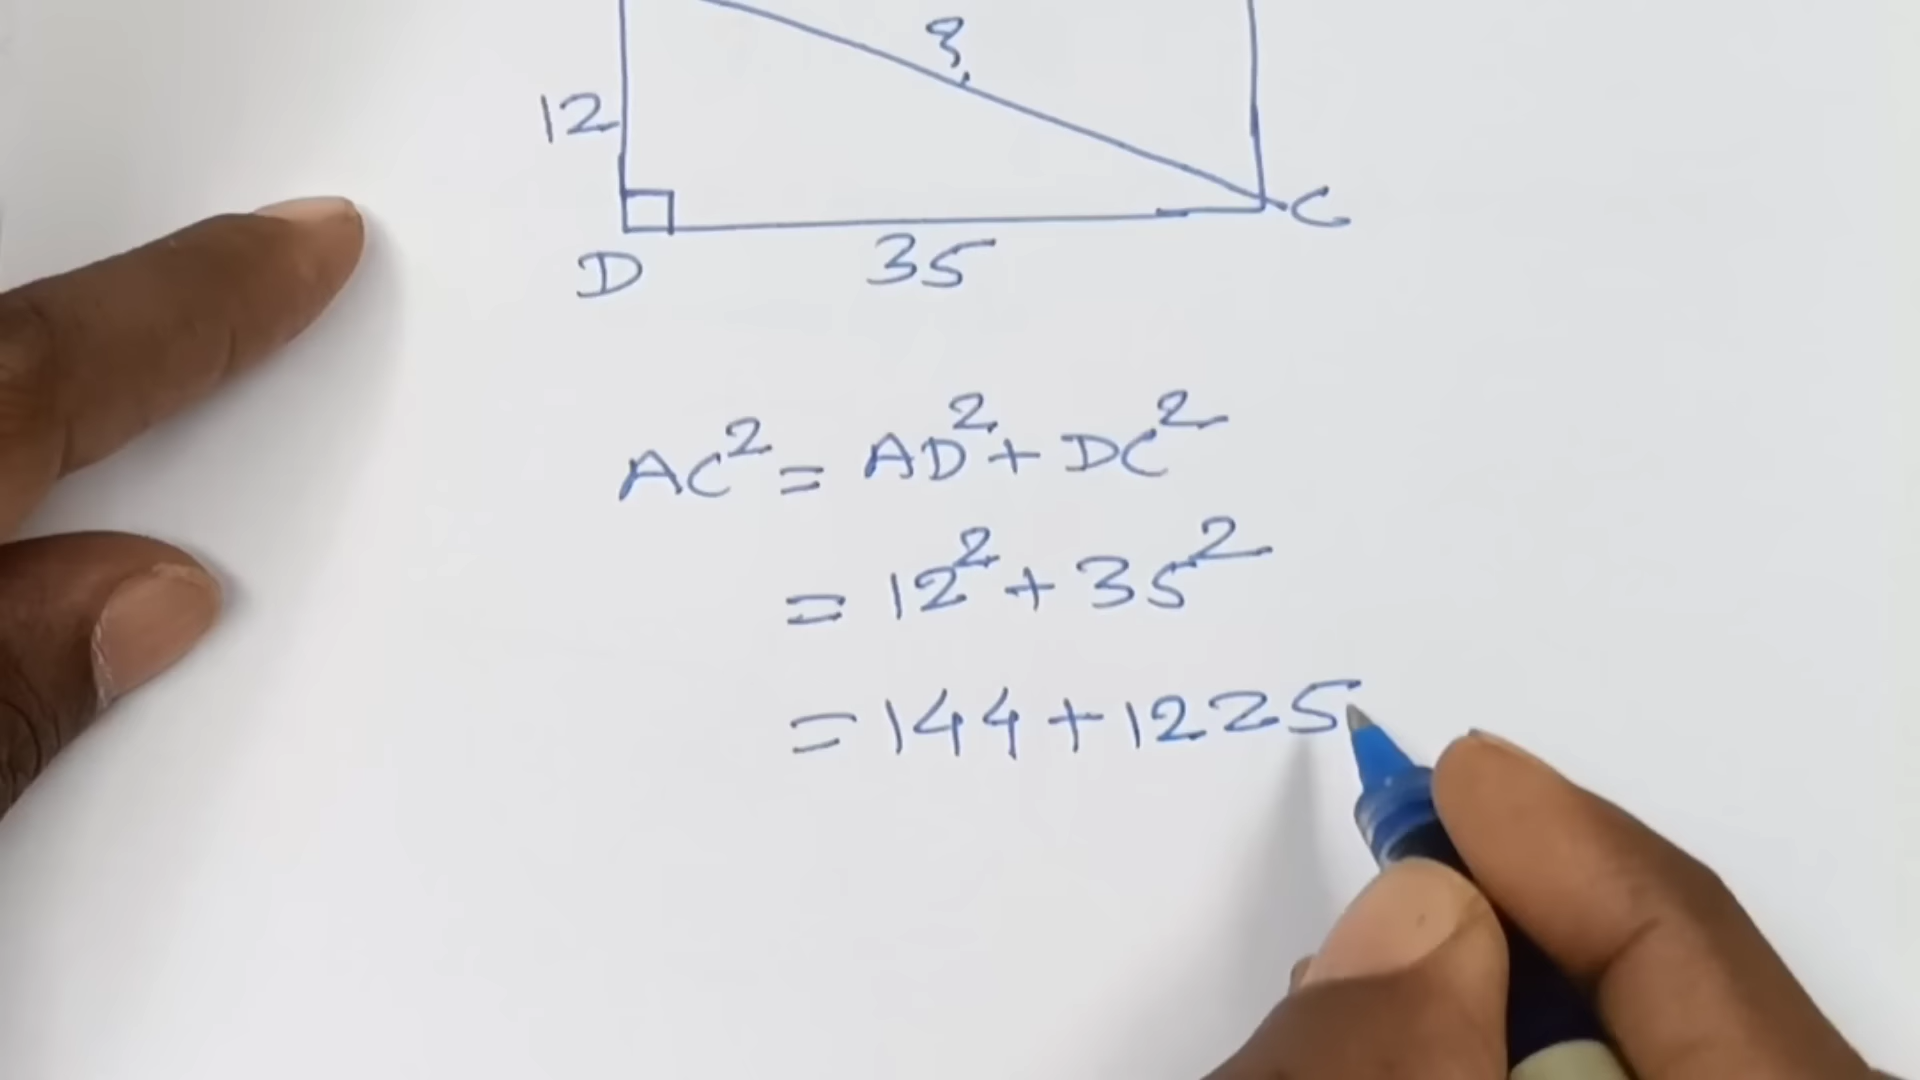 ?
12
C
D
35
AC² = AD² + DC²
= 12² + 35²
= 144 + 1225